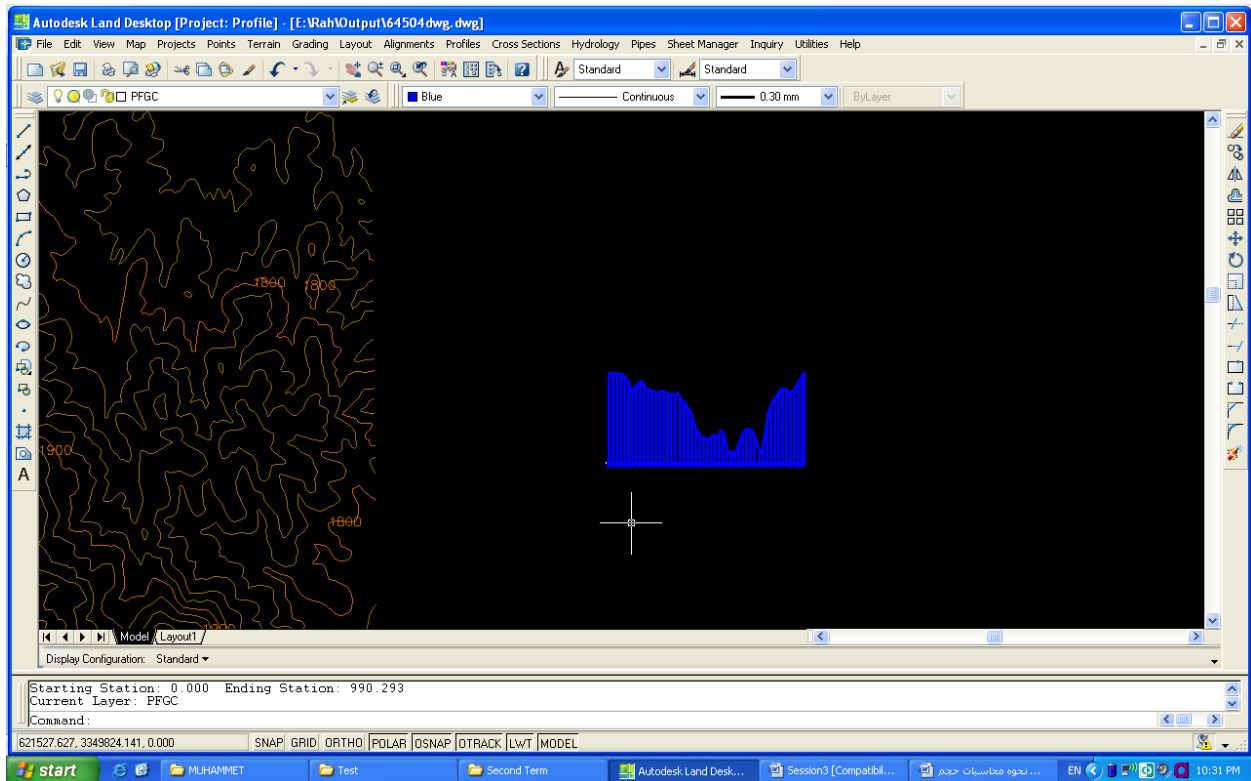 Autodesk Land Desktop [Project: Profile] - [E:\Rah\Output\64504dwg.dwg]
File Edit View Map Projects Points Terrain Grading Layout Alignments Profiles Cross Sections Hydrology Pipes Sheet Manager Inquiry Utilities Help
Standard Standard
PFGC Blue Continuous 0.30 mm ByLayer
0
1800 1800
1900
1800
Model Layout1
Display Configuration: Standard
Starting Station: 0.000 Ending Station: 990.293
Current Layer: PFGC
Command:
621527.627, 3349824.141, 0.000 SNAP GRID ORTHO POLAR OSNAP OTRACK LWT MODEL
start MUHAMMET Test Second Term Autodesk Land Desk... Session3 [Compatibil... نحوه محاسبات حجم ... EN 10:31 PM